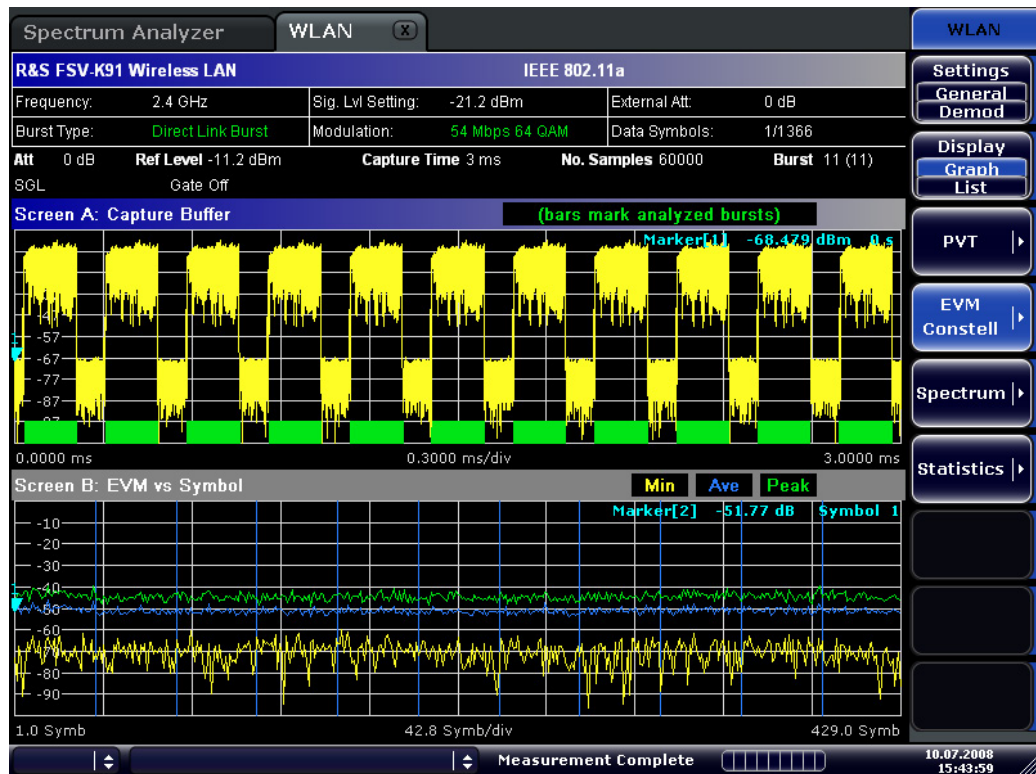 Spectrum Analyzer WLAN X WLAN
R&S FSV-K91 Wireless LAN IEEE 802.11a
Frequency: 2.4 GHz Sig. Lvl Setting: -21.2 dBm External Att: 0 dB
Burst Type: Direct Link Burst Modulation: 54 Mbps 64 QAM Data Symbols: 1/1366
Att 0 dB Ref Level -11.2 dBm Capture Time 3 ms No. Samples 60000 Burst 11 (11)
SGL Gate Off
Screen A: Capture Buffer (bars mark analyzed bursts)
Marker[1] -68.479 dBm 0 s
-47
1 -57
-67
-77
-87
-97
0.0000 ms 0.3000 ms/div 3.0000 ms
Screen B: EVM vs Symbol Min Ave Peak
Marker[2] -51.77 dB Symbol 1
-10
-20
-30
-40
-50
-60
-80
-90
1.0 Symb 42.8 Symb/div 429.0 Symb
Measurement Complete
Settings
General
Demod
Display
Graph
List
PVT
EVM
Constell
Spectrum
Statistics
10.07.2008
15:43:59